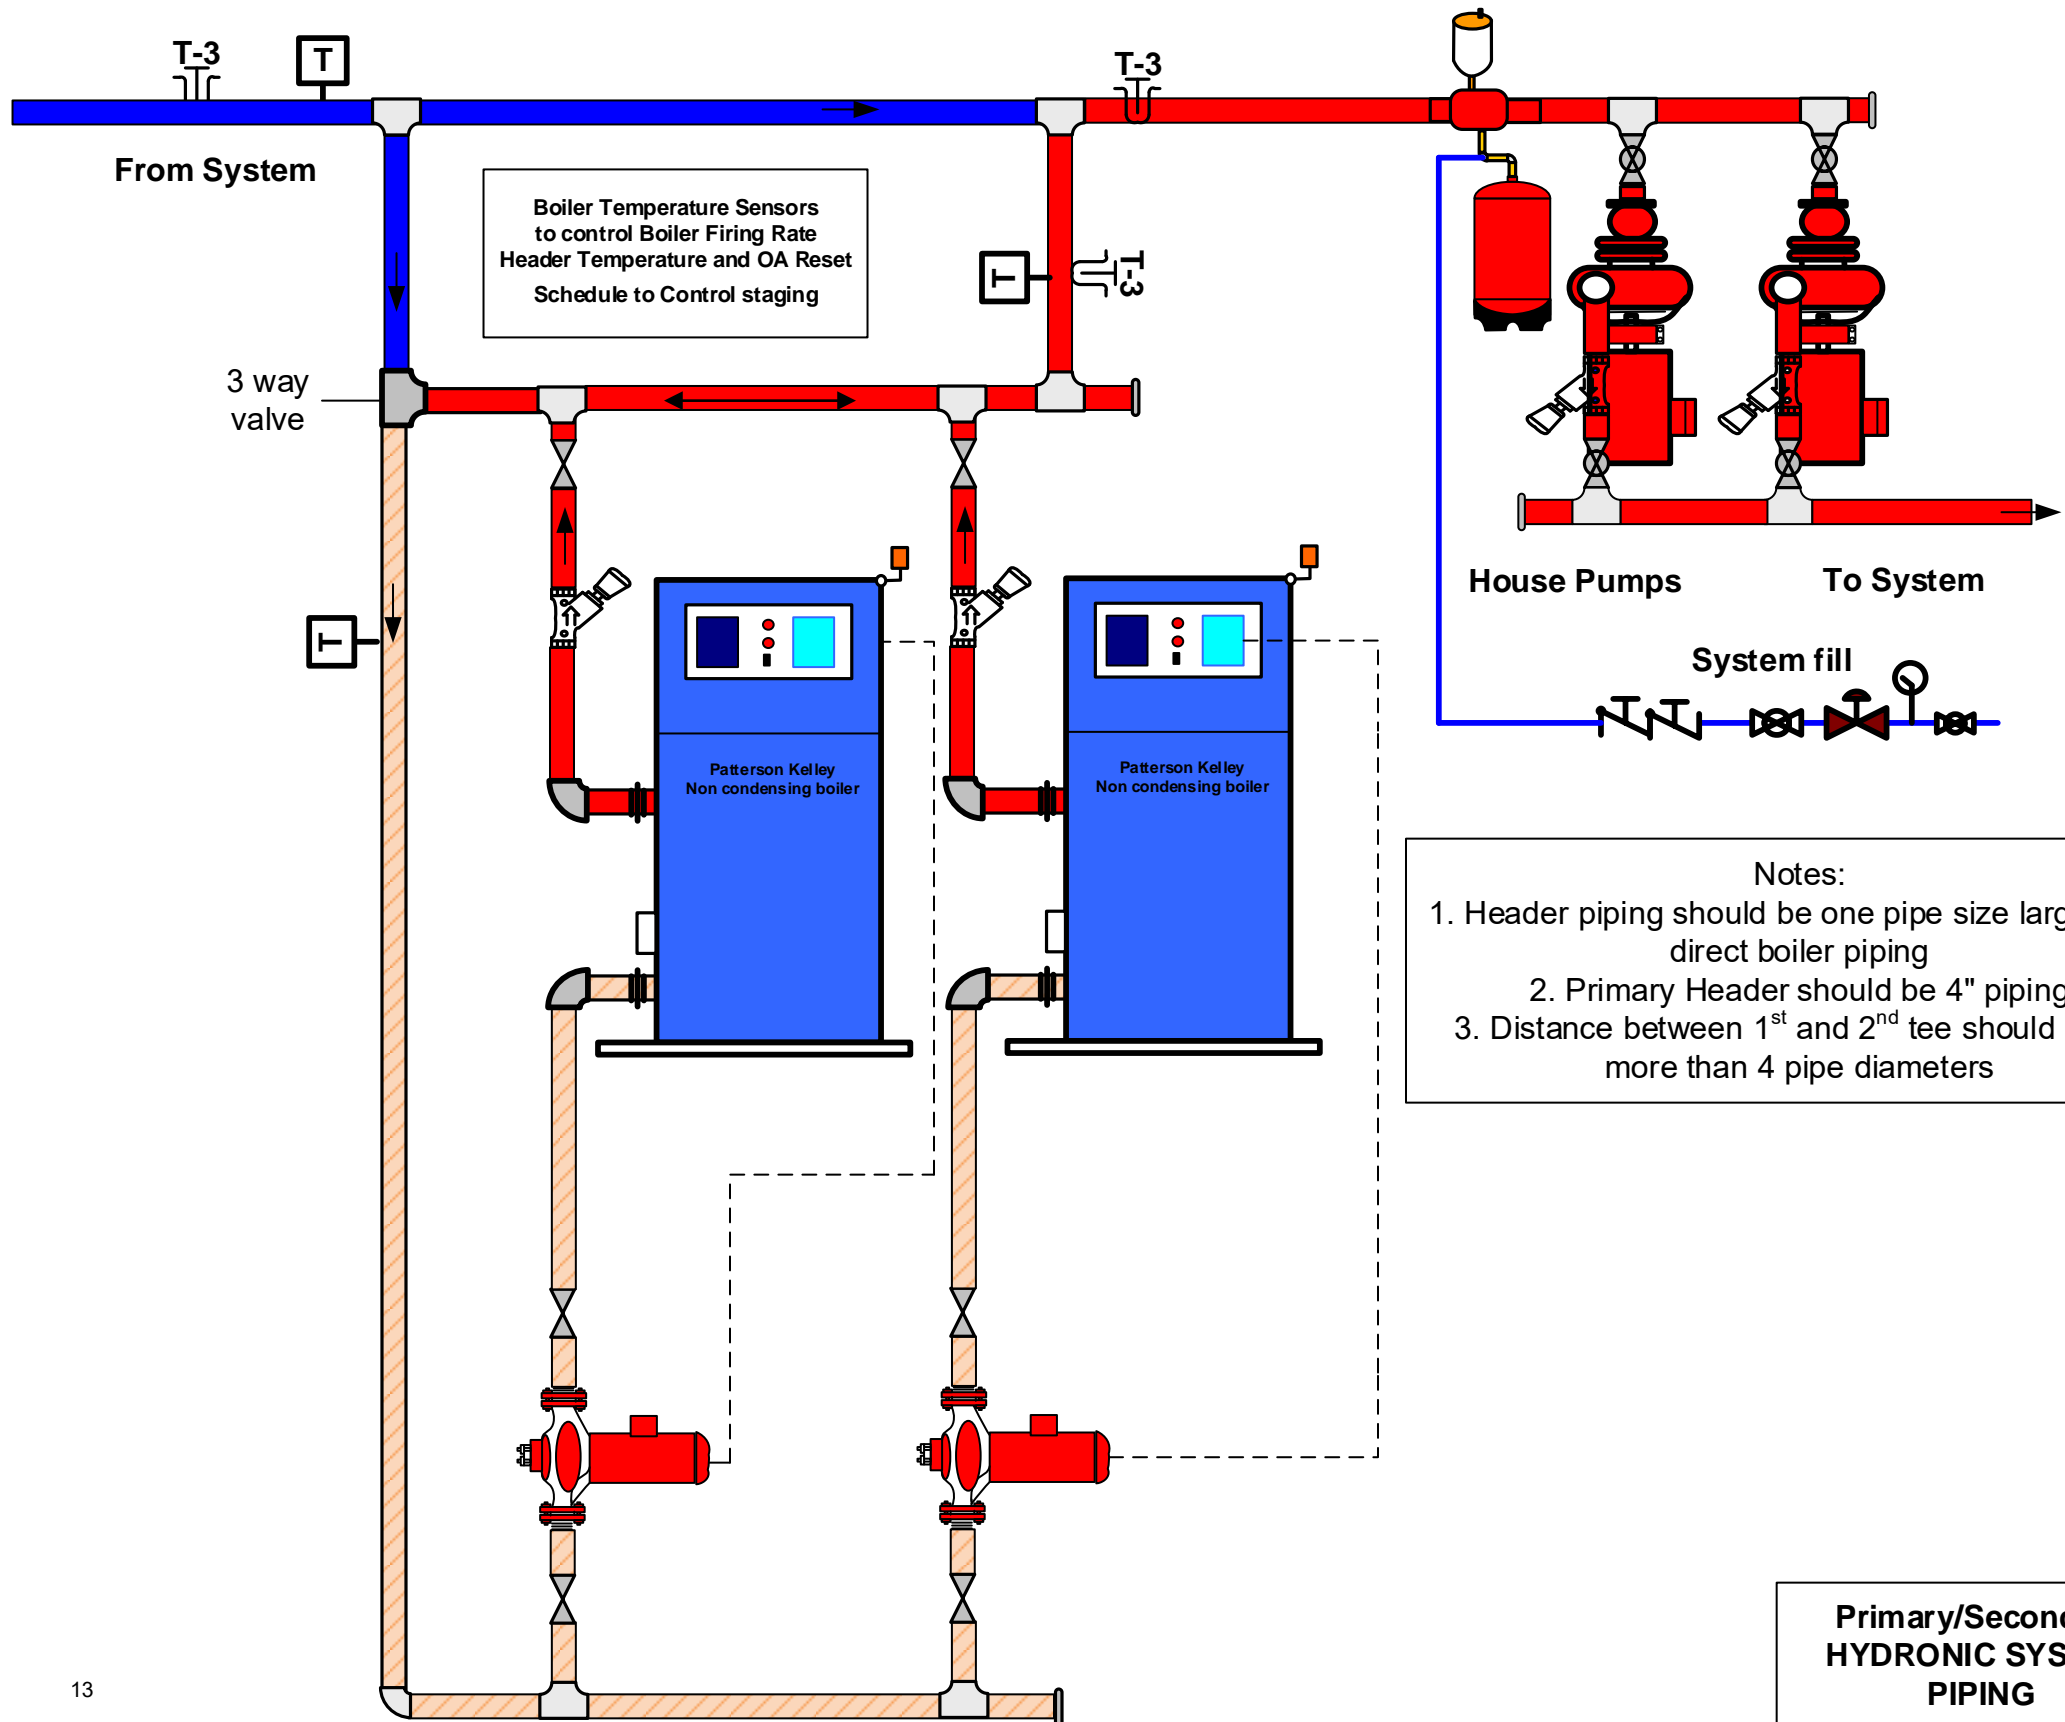 T-3
T
T-3
From System
Boiler Temperature Sensors
to control Boiler Firing Rate
Header Temperature and OA Reset
Schedule to Control staging
T
T-3
3 way
valve
House Pumps
To System
T
System fill
Patterson Kelley
Non condensing boiler
Patterson Kelley
Non condensing boiler
Notes:
1. Header piping should be one pipe size
direct boiler piping
2. Primary Header should be 4" piping
3. Distance between 1st and 2nd tee should
more than 4 pipe diameters
Primary/
HYDRONIC
PIPING
13